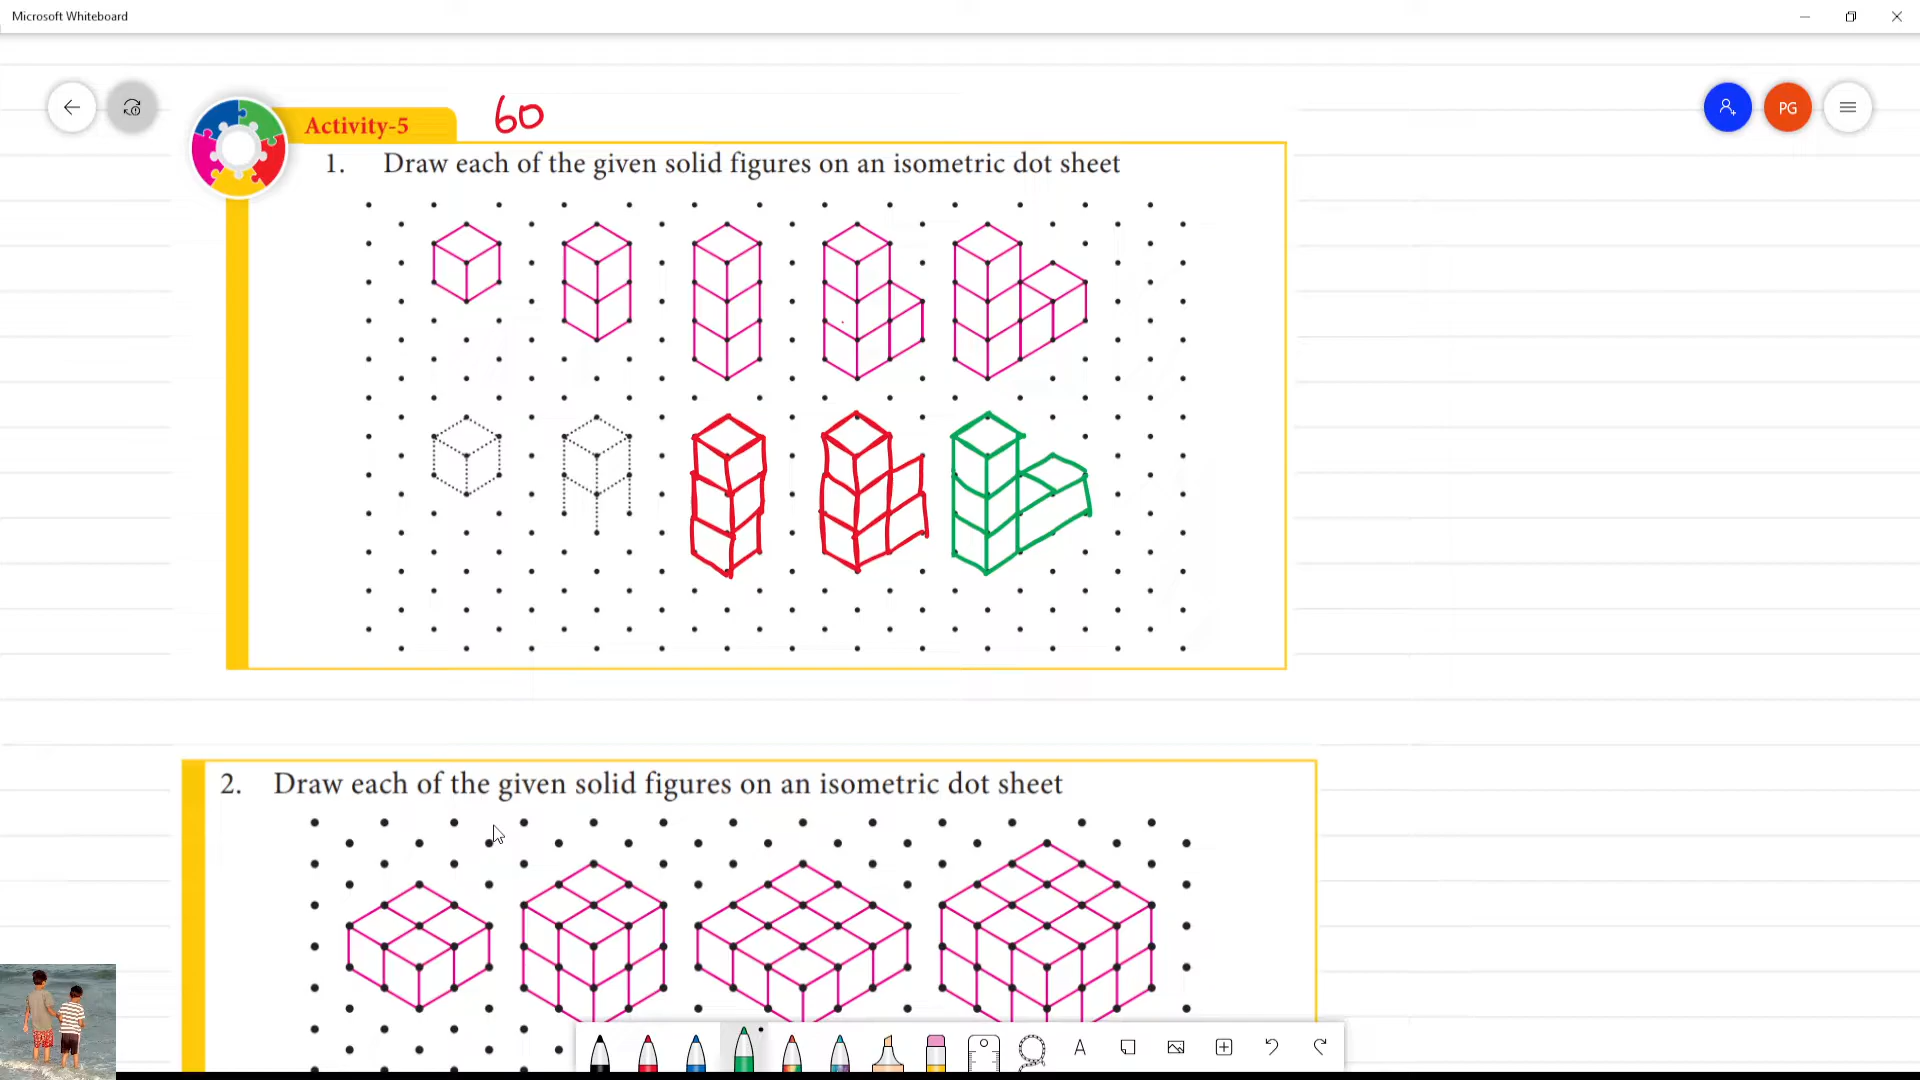 Microsoft Whiteboard
Activity-5
60
PG
1. Draw each of the given solid figures on an isometric dot sheet
2. Draw each of the given solid figures on an isometric dot sheet
A